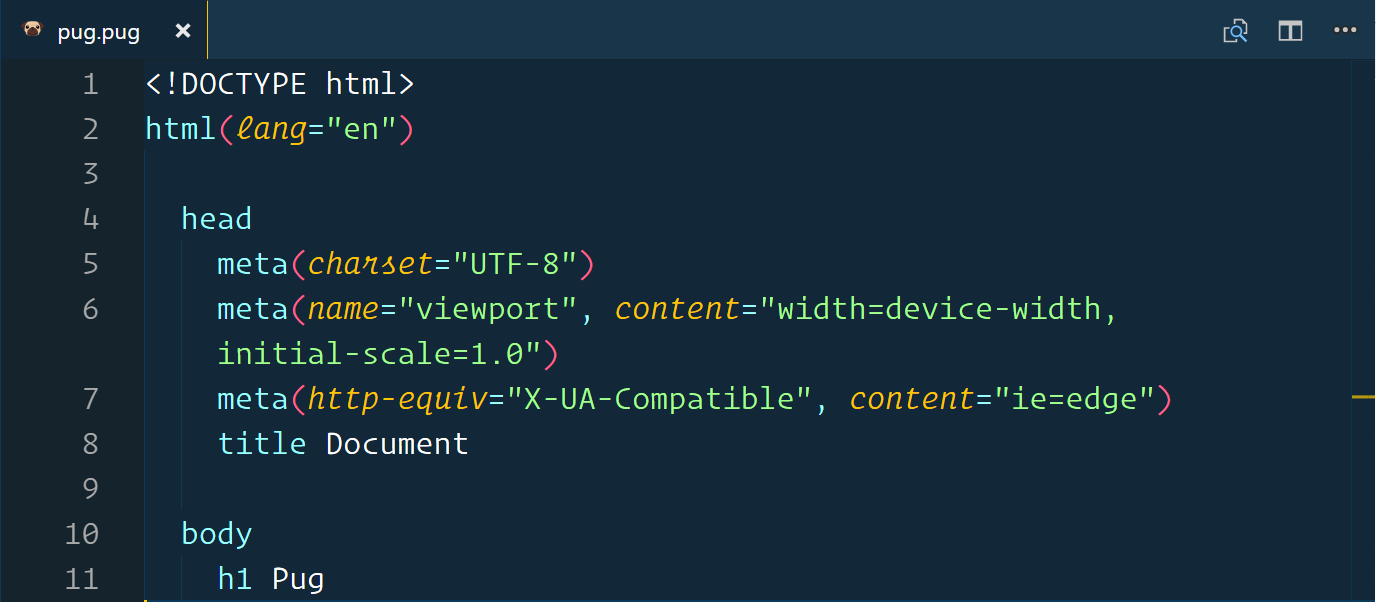 pug.pug
1 <!DOCTYPE html>
2 html(lang="en")
3
4 head
5 meta(charset="UTF-8")
6 meta(name="viewport", content="width=device-width,
initial-scale=1.0")
7 meta(http-equiv="X-UA-Compatible", content="ie=edge")
8 title Document
9
10 body
11 h1 Pug